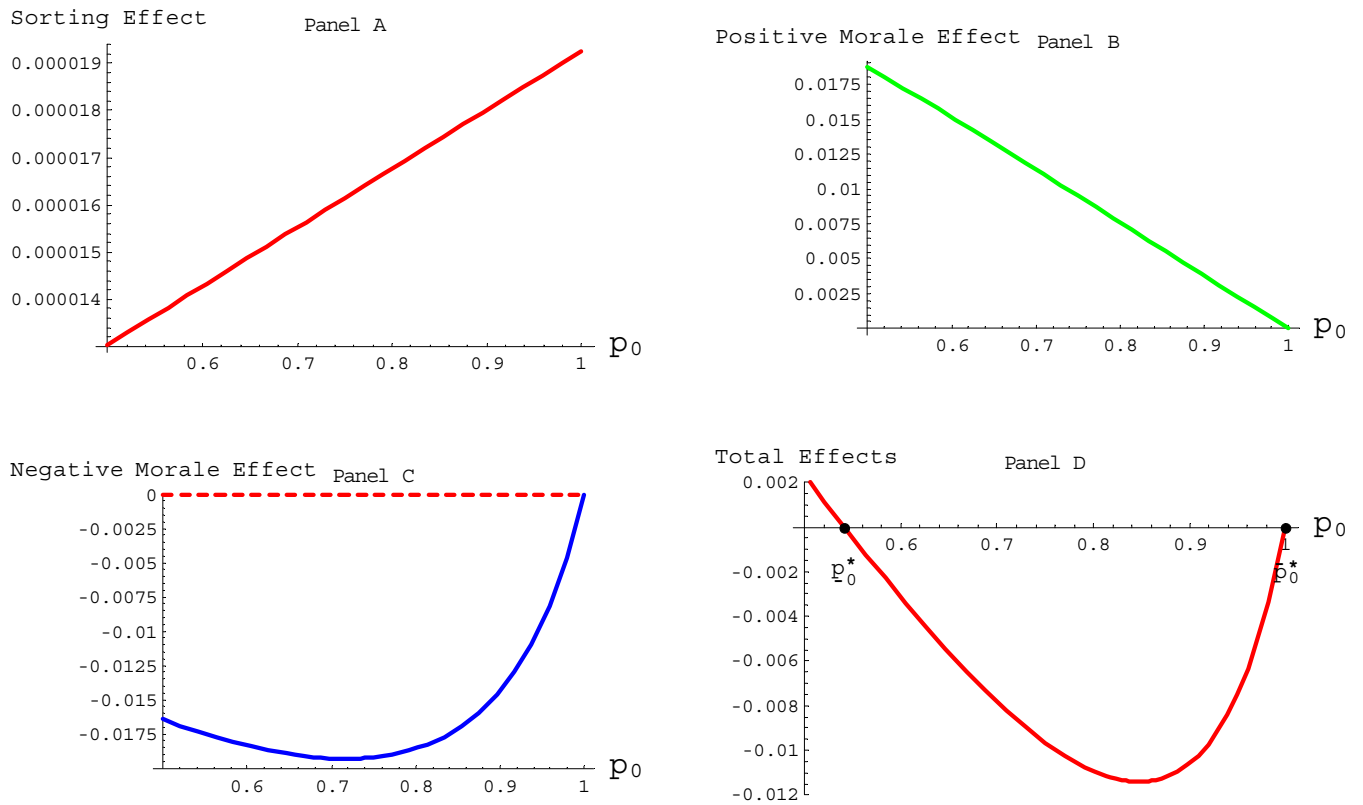 Sorting Effect
Panel A
0.000019
0.000018
0.000017
0.000016
0.000015
0.000014
0.6 0.7 0.8 0.9 1
p₀
Positive Morale Effect
Panel B
0.0175
0.015
0.0125
0.01
0.0075
0.005
0.0025
0.6 0.7 0.8 0.9 1
p₀
Negative Morale Effect
Panel C
0
-0.0025
-0.005
-0.0075
-0.01
-0.0125
-0.015
-0.0175
0.6 0.7 0.8 0.9 1
p₀
Total Effects
Panel D
0.002
-0.002
-0.004
-0.006
-0.008
-0.01
-0.012
0.6 0.7 0.8 0.9 1
p₀
p̲₀*
p̄₀*